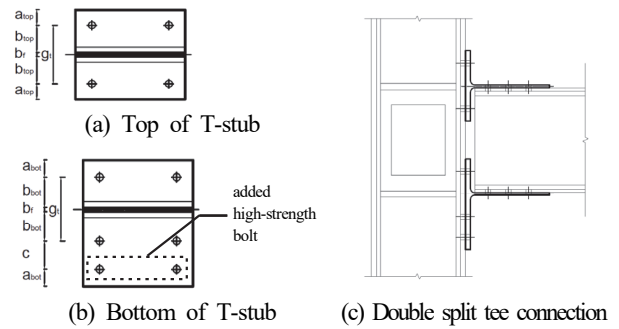 atop
btop
bf
btop
atop
gt
(a) Top of T-stub
abot
bbot
bf
bbot
c
abot
gt
added
high-strength
bolt
(b) Bottom of T-stub
(c) Double split tee connection